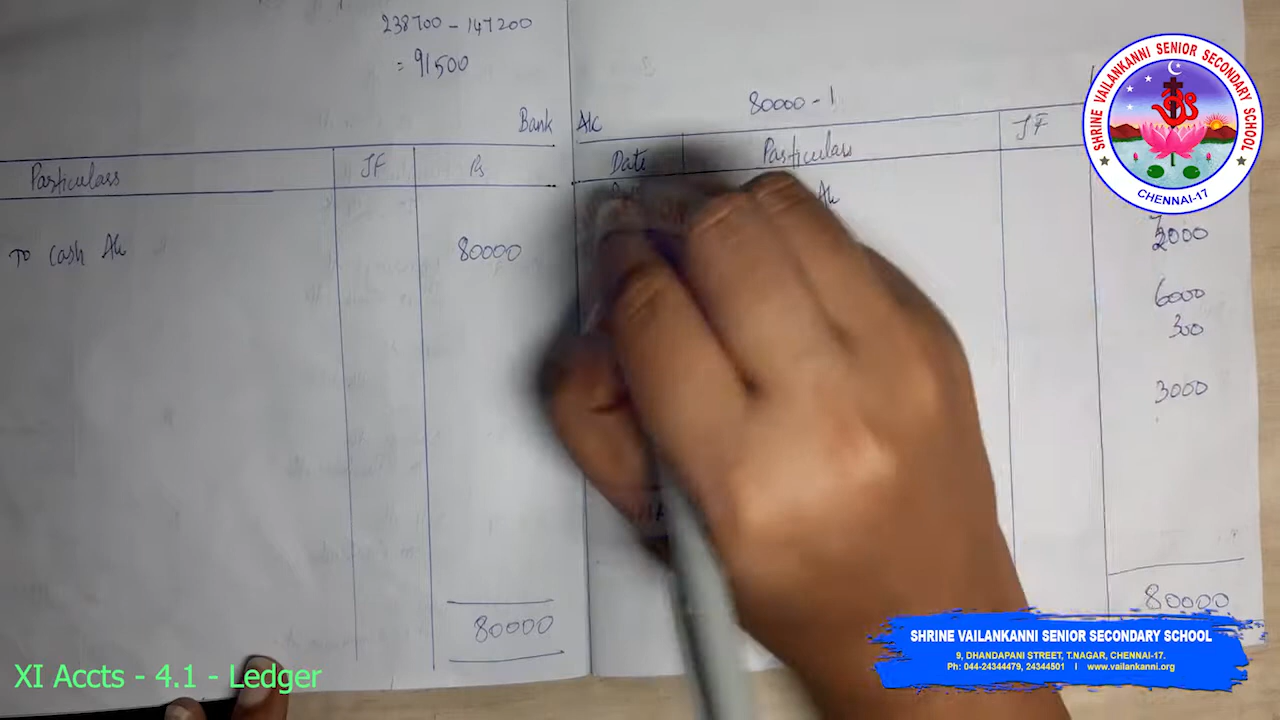 238700 - 147200
= 91500
80000 - 1
Bank A/c
Particulars JF Rs
Date Particulars JF
To Cash A/c 80000
A/c
2000
6000
300
3000
80000
80000
SHRINE VAILANKANNI SENIOR SECONDARY SCHOOL
CHENNAI-17
SHRINE VAILANKANNI SENIOR SECONDARY SCHOOL
9, DHANDAPANI STREET, T.NAGAR, CHENNAI-17.
Ph: 044-24344479, 24344501 I www.vailankanni.org
XI Accts - 4.1 - Ledger